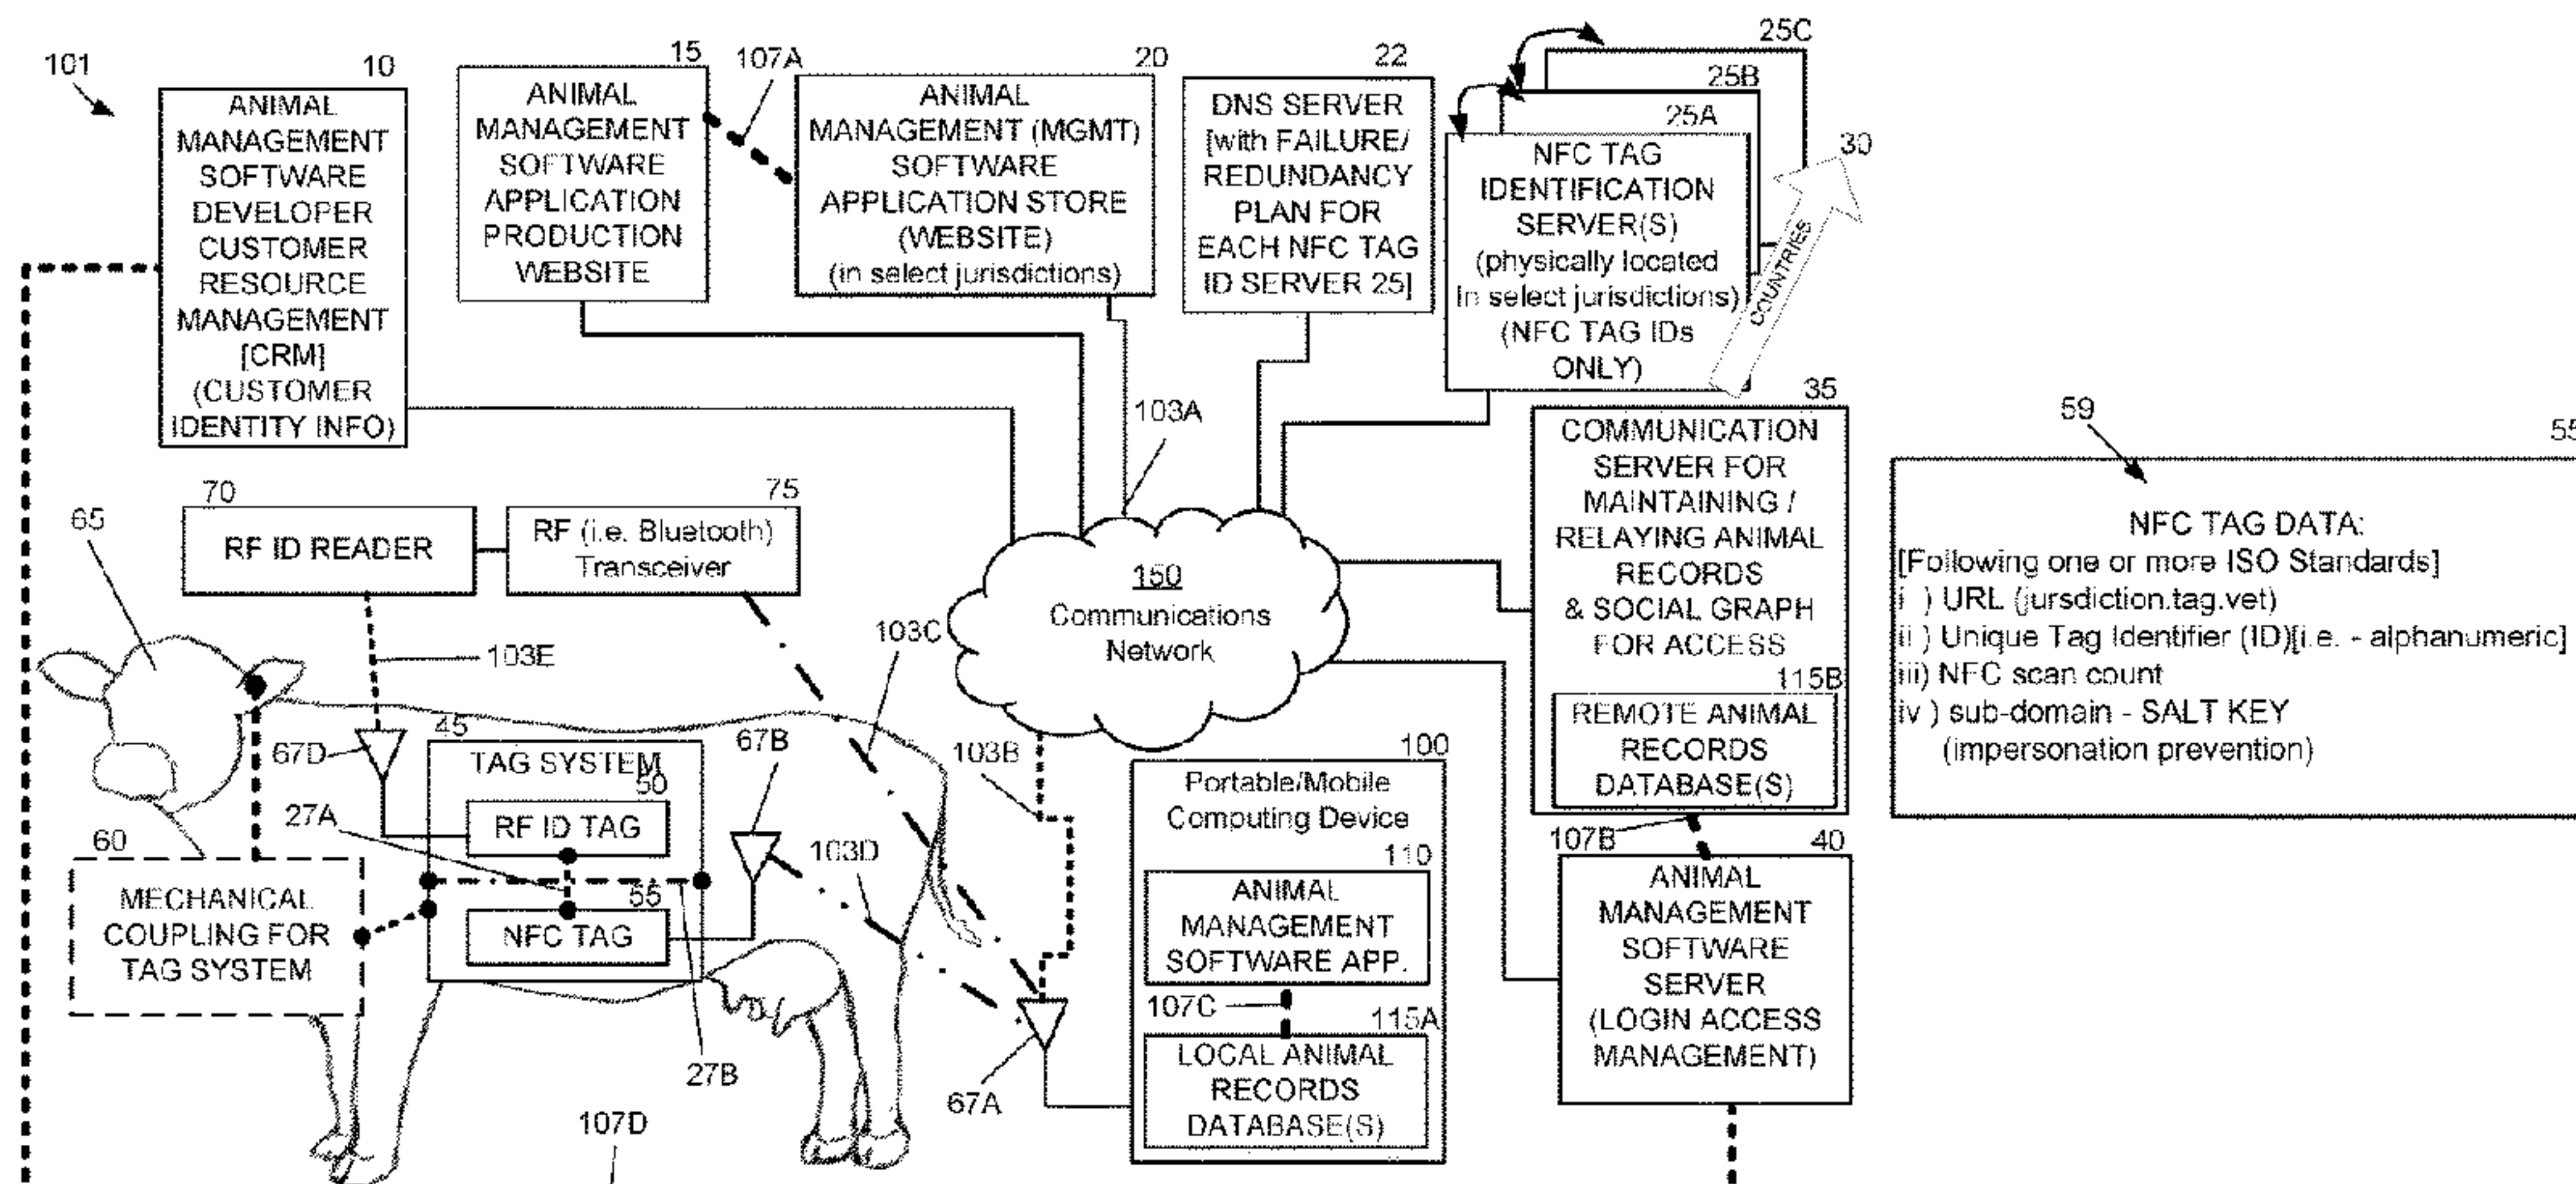 101
10
ANIMAL
MANAGEMENT
SOFTWARE
DEVELOPER
CUSTOMER
RESOURCE
MANAGEMENT
[CRM]
(CUSTOMER
IDENTITY INFO)
15
ANIMAL
MANAGEMENT
SOFTWARE
APPLICATION
PRODUCTION
WEBSITE
107A
20
ANIMAL
MANAGEMENT (MGMT)
SOFTWARE
APPLICATION STORE
(WEBSITE)
(in select jurisdictions)
22
DNS SERVER
[with FAILURE/
REDUNDANCY
PLAN FOR
EACH NFC TAG
ID SERVER 25]
25C
25B
25A
NFC TAG
IDENTIFICATION
SERVER(S)
(physically located
In select jurisdictions)
(NFC TAG IDs
ONLY)
30
COUNTRIES
103A
35
COMMUNICATION
SERVER FOR
MAINTAINING /
RELAYING ANIMAL
RECORDS
& SOCIAL GRAPH
FOR ACCESS
115B
REMOTE ANIMAL
RECORDS
DATABASE(S)
59
55
NFC TAG DATA:
[Following one or more ISO Standards]
i ) URL (jursdiction.tag.vet)
ii ) Unique Tag Identifier (ID)[i.e. - alphanumeric]
iii) NFC scan count
iv ) sub-domain - SALT KEY
(impersonation prevention)
65
70
RF ID READER
75
RF (i.e. Bluetooth)
Transceiver
150
Communications
Network
103E
103C
103B
67D
45
TAG SYSTEM
50
RF ID TAG
27A
55
NFC TAG
67B
103D
60
MECHANICAL
COUPLING FOR
TAG SYSTEM
27B
67A
100
Portable/Mobile
Computing Device
110
ANIMAL
MANAGEMENT
SOFTWARE APP.
107C
115A
LOCAL ANIMAL
RECORDS
DATABASE(S)
107B
40
ANIMAL
MANAGEMENT
SOFTWARE
SERVER
(LOGIN ACCESS
MANAGEMENT)
107D